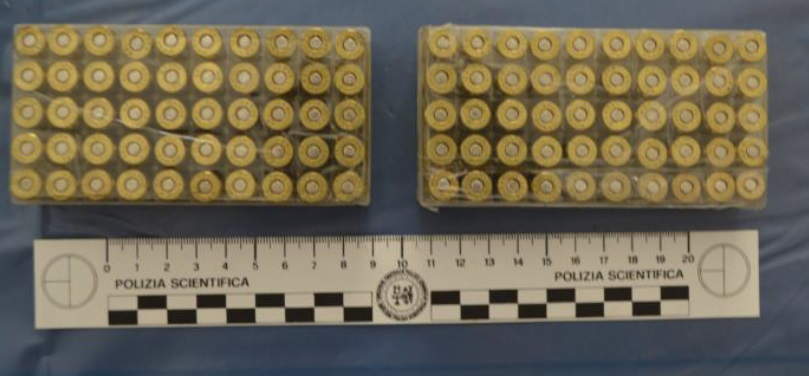 0 1 2 3 4 5 6 7 8 9 10 11 12 13 14 15 16 17 18 19 20
POLIZIA SCIENTIFICA POLIZIA SCIENTIFICA